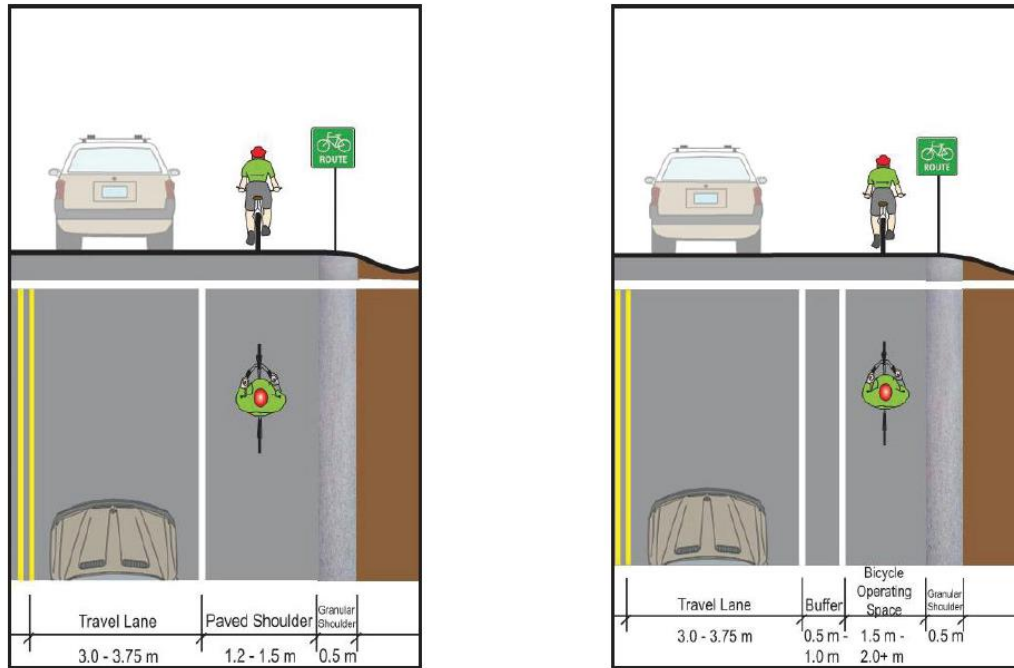 ROUTE
Travel Lane
Paved Shoulder
Granular
Shoulder
3.0 - 3.75 m
1.2 - 1.5 m
0.5 m
ROUTE
Travel Lane
Buffer
Bicycle
Operating
Space
Granular
Shoulder
3.0 - 3.75 m
0.5 m -
1.0 m
1.5 m -
2.0+ m
0.5 m